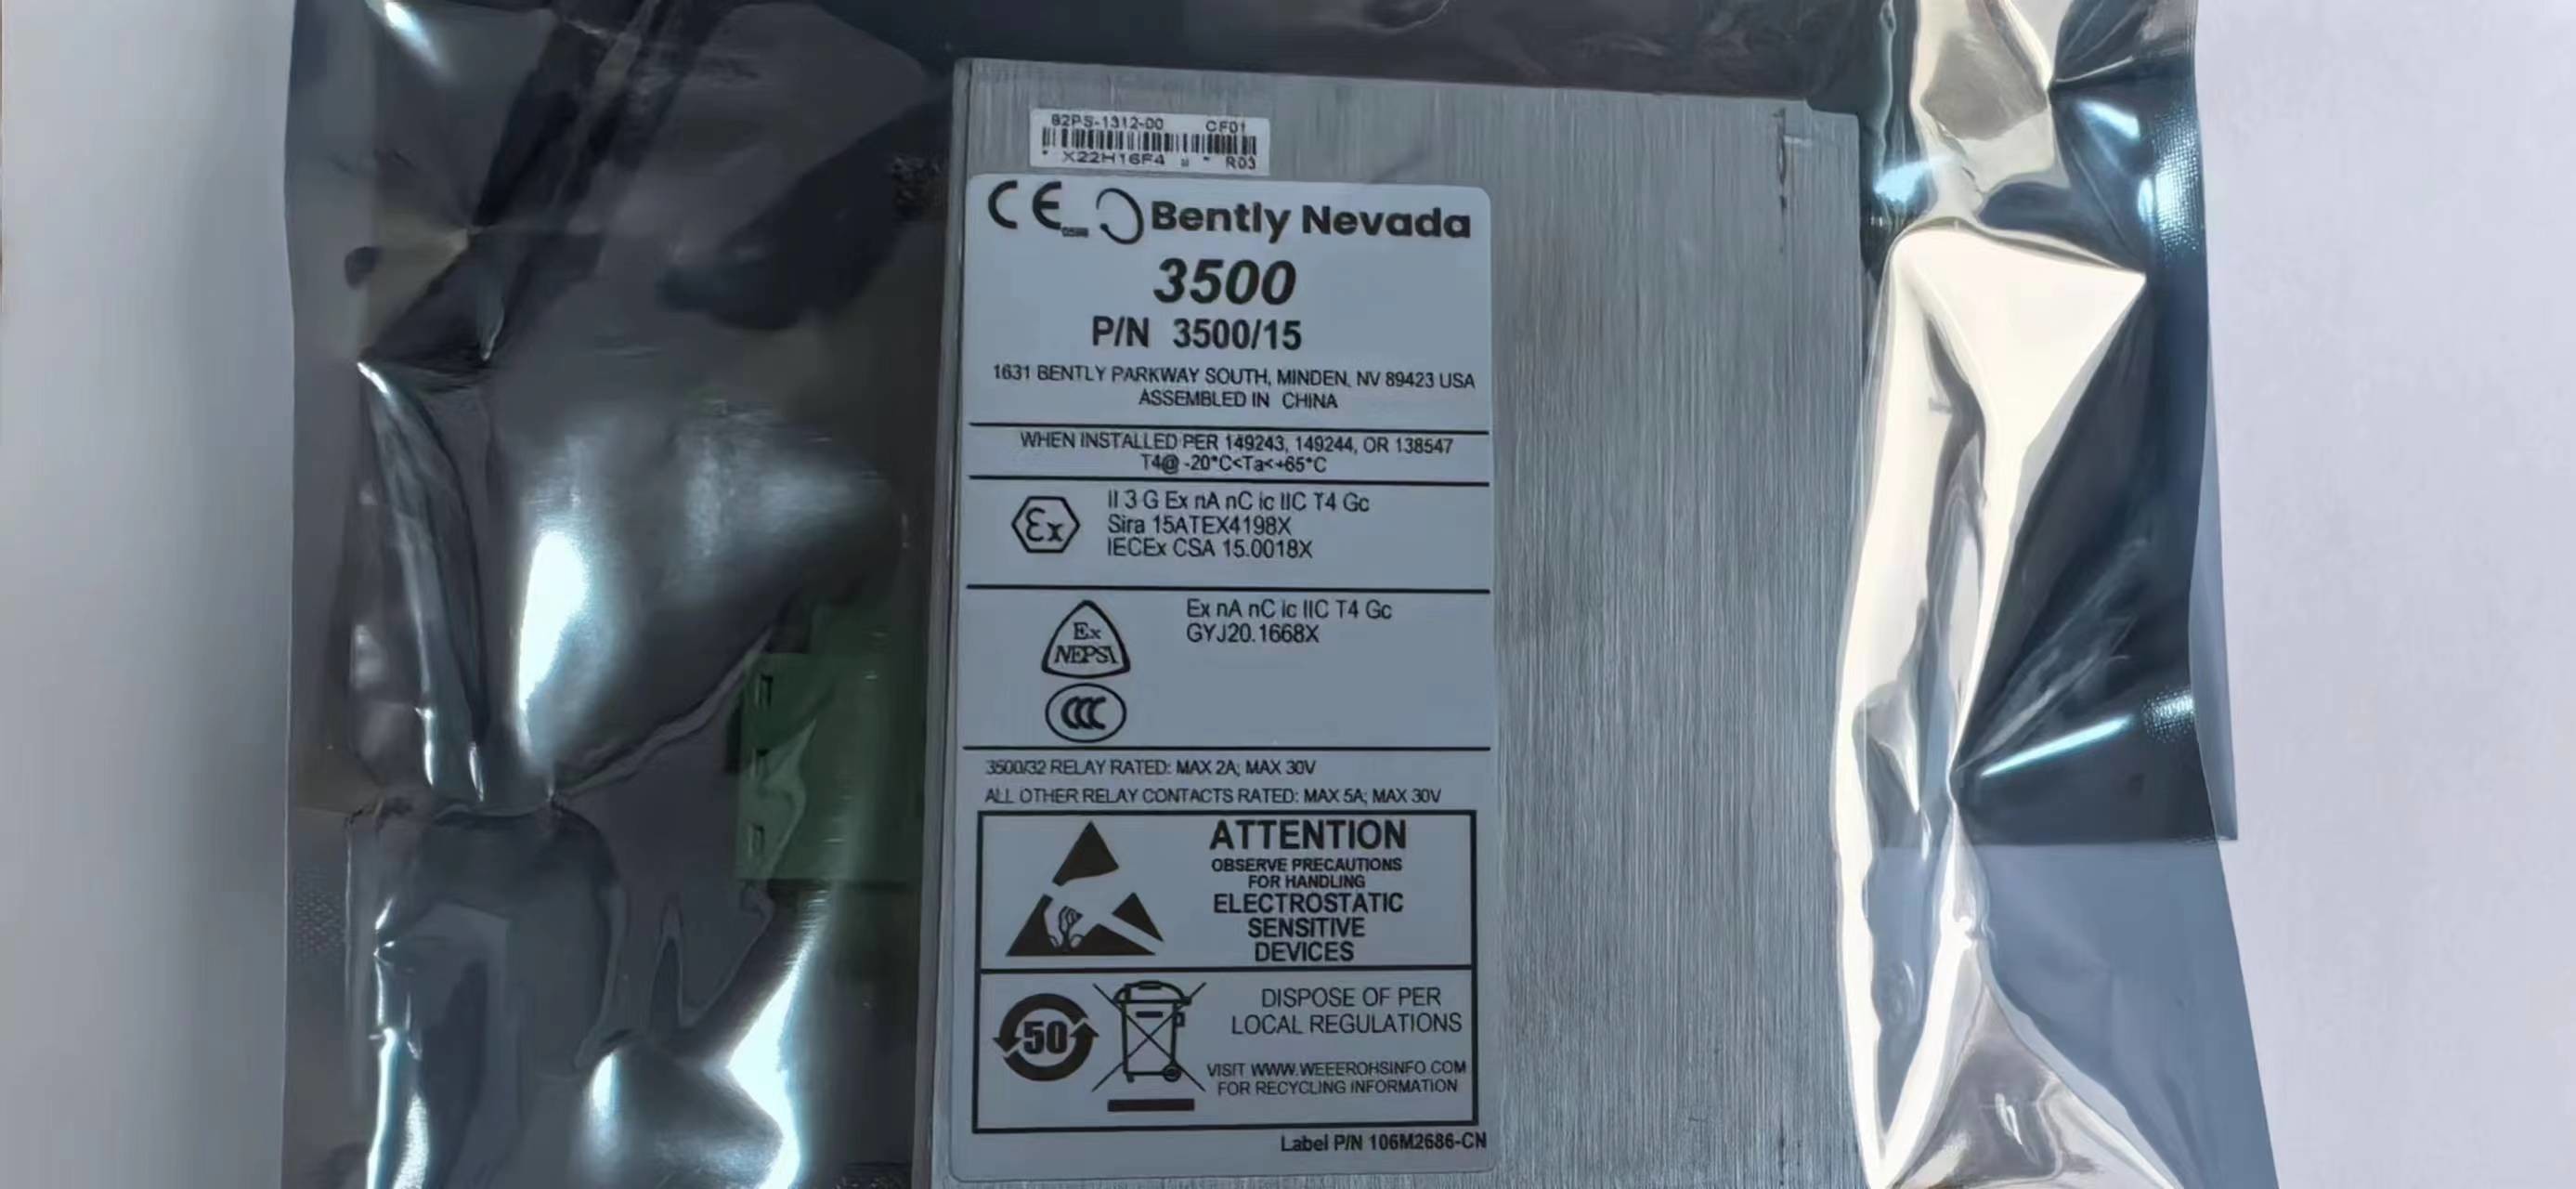 82PS-1312-00 CF01
X22H16F4 R03
CE 0598 Bently Nevada
3500
P/N 3500/15
1631 BENTLY PARKWAY SOUTH, MINDEN, NV 89423 USA
ASSEMBLED IN CHINA
WHEN INSTALLED PER 149243, 149244, OR 138547
T4@ -20°C<Ta<+65°C
II 3 G Ex nA nC ic IIC T4 Gc
Ex Sira 15ATEX4198X
IECEx CSA 15.0018X
Ex nA nC ic IIC T4 Gc
Ex GYJ20.1668X
NEPSI
CCC
3500/32 RELAY RATED: MAX 2A; MAX 30V
ALL OTHER RELAY CONTACTS RATED: MAX 5A; MAX 30V
ATTENTION
OBSERVE PRECAUTIONS
FOR HANDLING
ELECTROSTATIC
SENSITIVE
DEVICES
50
DISPOSE OF PER
LOCAL REGULATIONS
VISIT WWW.WEEEROHSINFO.COM
FOR RECYCLING INFORMATION
Label P/N 106M2686-CN